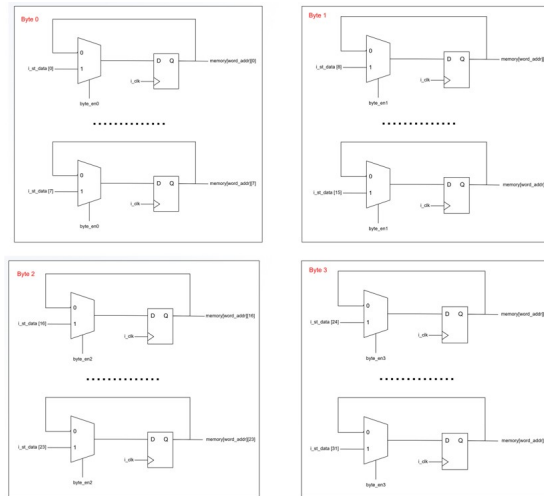 Byte 0
0
i_st_data [0]
1
D Q
memory[word_addr][0]
i_clk
byte_en0
0
i_st_data [7]
1
D Q
memory[word_addr][7]
i_clk
byte_en0
Byte 1
0
i_st_data [8]
1
D Q
memory[word_addr][8]
i_clk
byte_en1
0
i_st_data [15]
1
D Q
i_clk
byte_en1
Byte 2
0
i_st_data [16]
1
D Q
memory[word_addr][16]
i_clk
byte_en2
0
i_st_data [23]
1
D Q
memory[word_addr][23]
i_clk
byte_en2
Byte 3
0
i_st_data [24]
1
D Q
i_clk
byte_en3
0
i_st_data [31]
1
D Q
i_clk
byte_en3